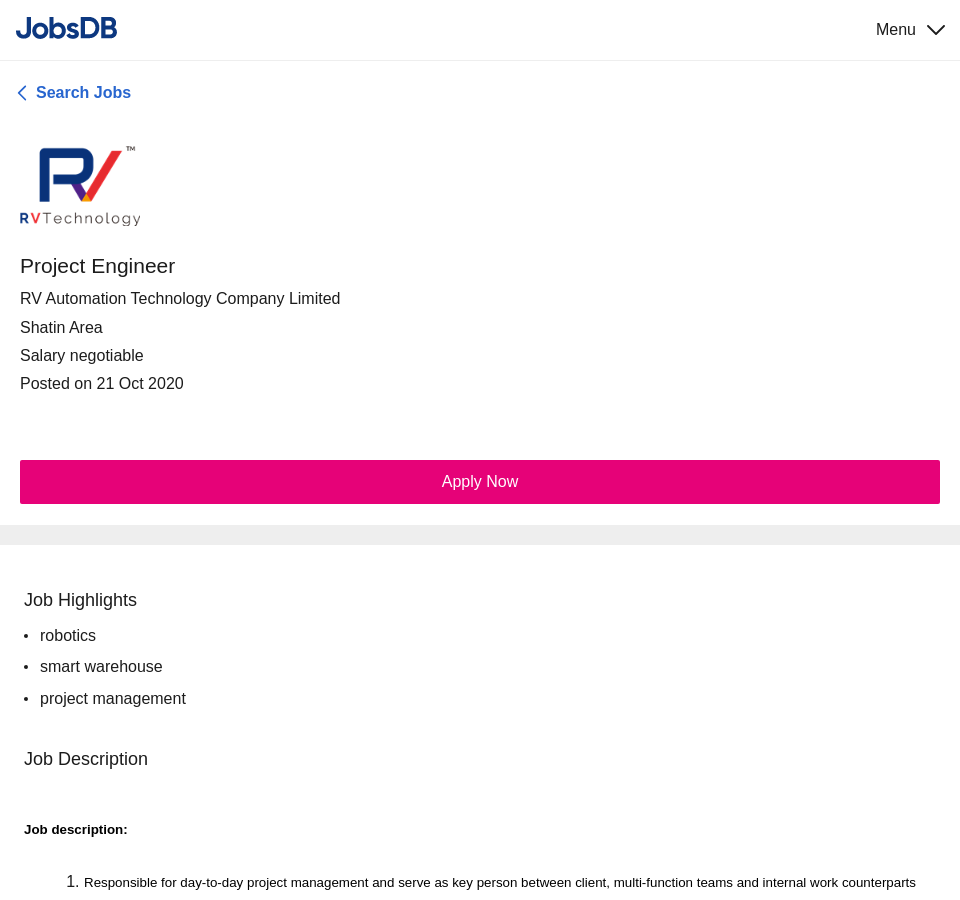 JobsDB
Menu
Search Jobs
RV™
RVTechnology
Project Engineer
RV Automation Technology Company Limited
Shatin Area
Salary negotiable
Posted on 21 Oct 2020
Apply Now
Job Highlights
• robotics
• smart warehouse
• project management
Job Description
Job description:
1. Responsible for day-to-day project management and serve as key person between client, multi-function teams and internal work counterparts